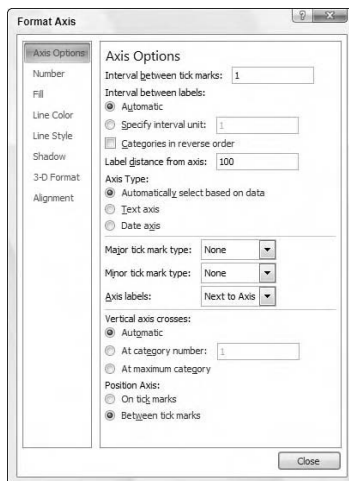 Format Axis
Axis Options
Number
Fill
Line Color
Line Style
Shadow
3-D Format
Alignment
Axis Options
Interval between tick marks: 1
Interval between labels:
Automatic
Specify interval unit: 1
Categories in reverse order
Label distance from axis: 100
Axis Type:
Automatically select based on data
Text axis
Date axis
Major tick mark type: None
Minor tick mark type: None
Axis labels: Next to Axis
Vertical axis crosses:
Automatic
At category number: 1
At maximum category
Position Axis:
On tick marks
Between tick marks
Close